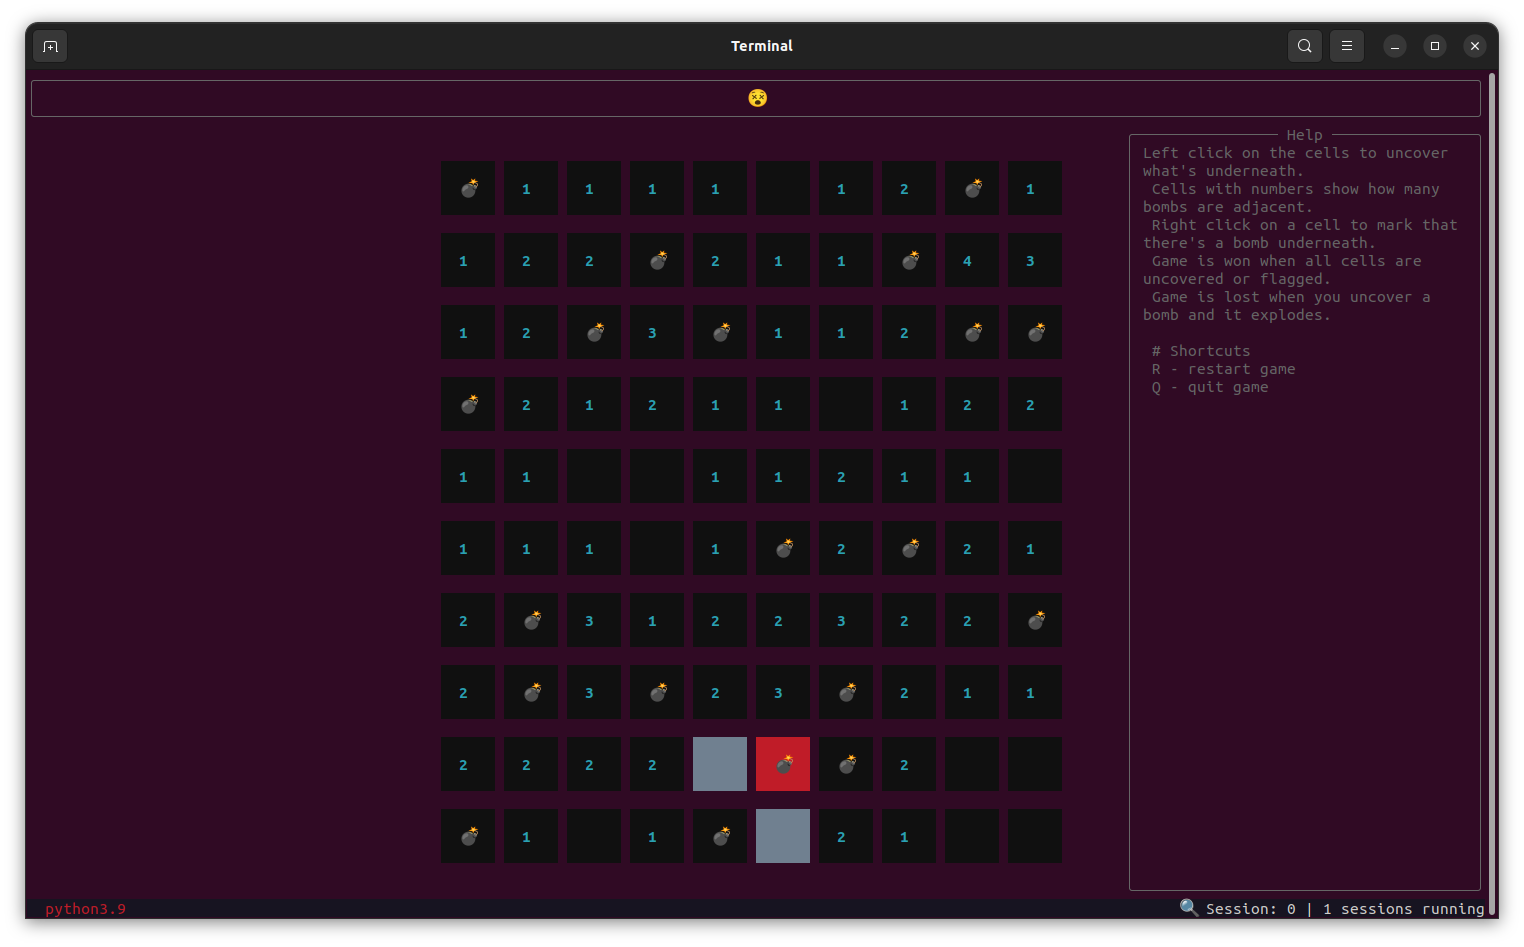 Terminal
Help
Left click on the cells to uncover
what's underneath.
Cells with numbers show how many
bombs are adjacent.
Right click on a cell to mark that
there's a bomb underneath.
Game is won when all cells are
uncovered or flagged.
Game is lost when you uncover a
bomb and it explodes.
# Shortcuts
R - restart game
Q - quit game
1 1 1 1 1 2 1
1 2 2 2 1 1 4 3
1 2 3 1 1 2
2 1 2 1 1 1 2 2
1 1 1 1 2 1 1
1 1 1 1 2 2 1
2 3 1 2 2 3 2 2
2 3 2 3 2 1 1
2 2 2 2 2
1 1 2 1
python3.9
Session: 0 | 1 sessions running